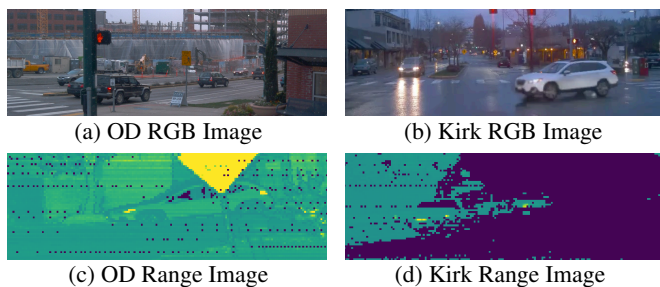 (a) OD RGB Image
(b) Kirk RGB Image
(c) OD Range Image
(d) Kirk Range Image